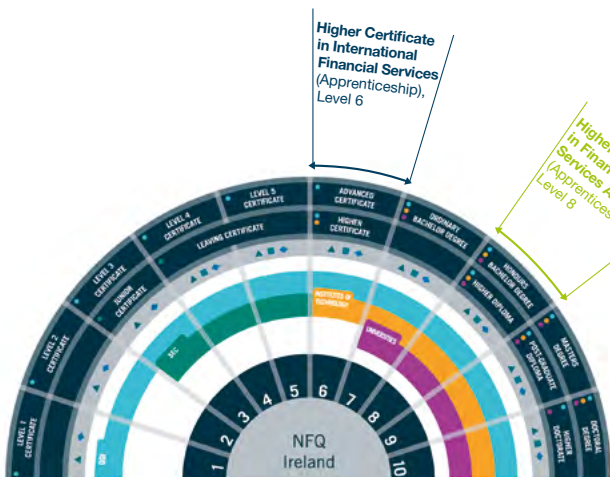 Higher Certificate
in International
Financial Services
(Apprenticeship),
Level 6
Higher
in Finan
Services A
(Apprentices
Level 8
LEVEL 1
CERTIFICATE
LEVEL 2
CERTIFICATE
LEVEL 3
CERTIFICATE
JUNIOR
CERTIFICATE
LEVEL 4
CERTIFICATE
LEVEL 5
CERTIFICATE
LEAVING CERTIFICATE
ADVANCED
CERTIFICATE
HIGHER
CERTIFICATE
ORDINARY
BACHELOR DEGREE
HONOURS
BACHELOR DEGREE
HIGHER DIPLOMA
MASTERS
DEGREE
POST-GRADUATE
DIPLOMA
DOCTORAL
DEGREE
HIGHER
DOCTORATE
QQI
SEC
INSTITUTES OF
TECHNOLOGY
UNIVERSITIES
1
2
3
4
5
6
7
8
9
10
NFQ
Ireland